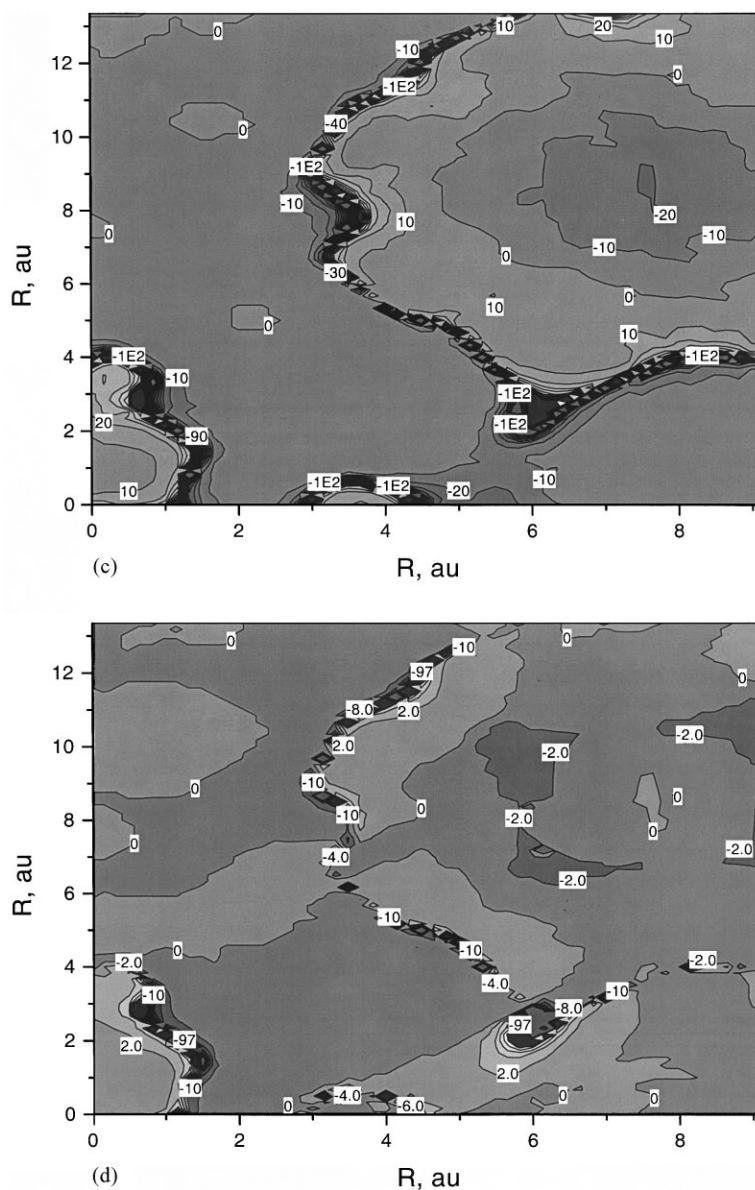 0 -10 10 20 10
12
-1E2 0
10 -40 0
-1E2
8 -10 10 -20
0 0 -10
6 -30 0
R, au
0 10
4 -1E2 10 -1E2
-10
-1E2
2 20 -90 -1E2
10 -1E2 -1E2 -20 -10
0
0 2 4 6 8
(c) R, au
0 -10 0
12 -97 0
-8.0 2.0
10 2.0 -2.0 -2.0
0 -10 0
8 -10 -2.0
0 0
-4.0 -2.0
6 -2.0
R, au
-10
0 -10
4 -2.0 -4.0 -2.0
-10 -10
-8.0
2 2.0 -97 -97
-10 2.0
-4.0 0 0
0 0 -6.0
0 2 4 6 8
(d) R, au